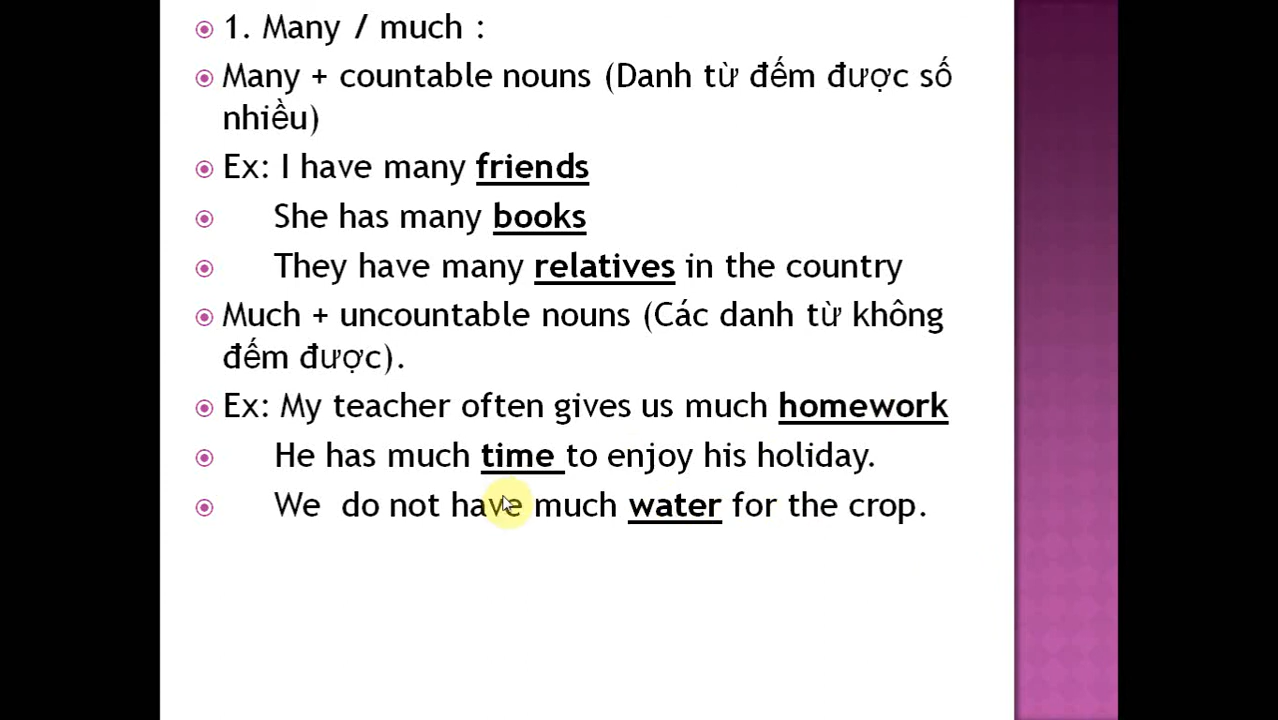 1. Many / much :
Many + countable nouns (Danh từ đếm được số
nhiều)
Ex: I have many friends
She has many books
They have many relatives in the country
Much + uncountable nouns (Các danh từ không
đếm được).
Ex: My teacher often gives us much homework
He has much time to enjoy his holiday.
We do not have much water for the crop.